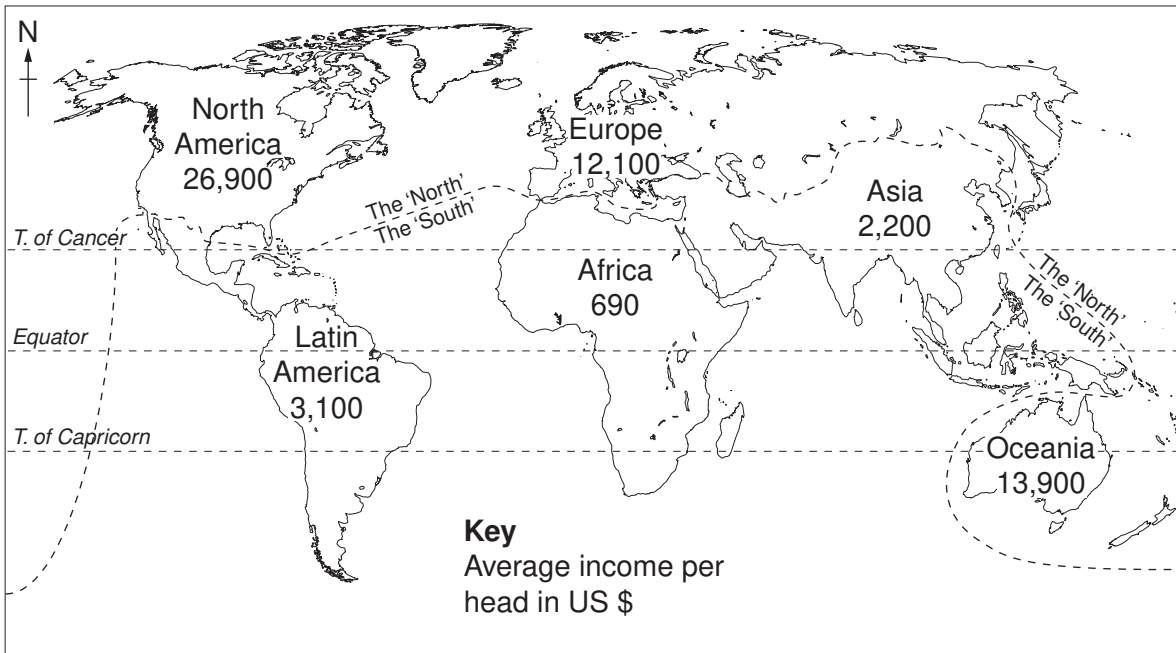 N
North
America
26,900
Europe
12,100
Asia
2,200
The 'North'
The 'South'
T. of Cancer
Africa
690
The 'North'
The 'South'
Equator
Latin
America
3,100
T. of Capricorn
Oceania
13,900
Key
Average income per
head in US $